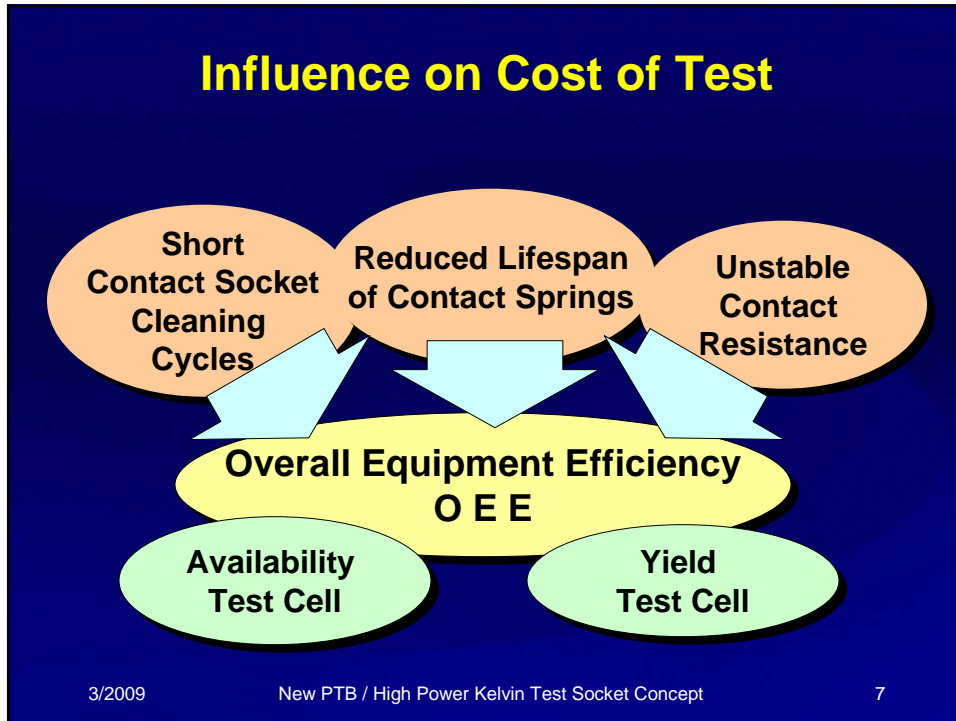 Influence on Cost of Test
Short
Contact Socket
Cleaning
Cycles
Reduced Lifespan
of Contact Springs
Unstable
Contact
Resistance
Overall Equipment Efficiency
O E E
Availability
Test Cell
Yield
Test Cell
3/2009
New PTB / High Power Kelvin Test Socket Concept
7